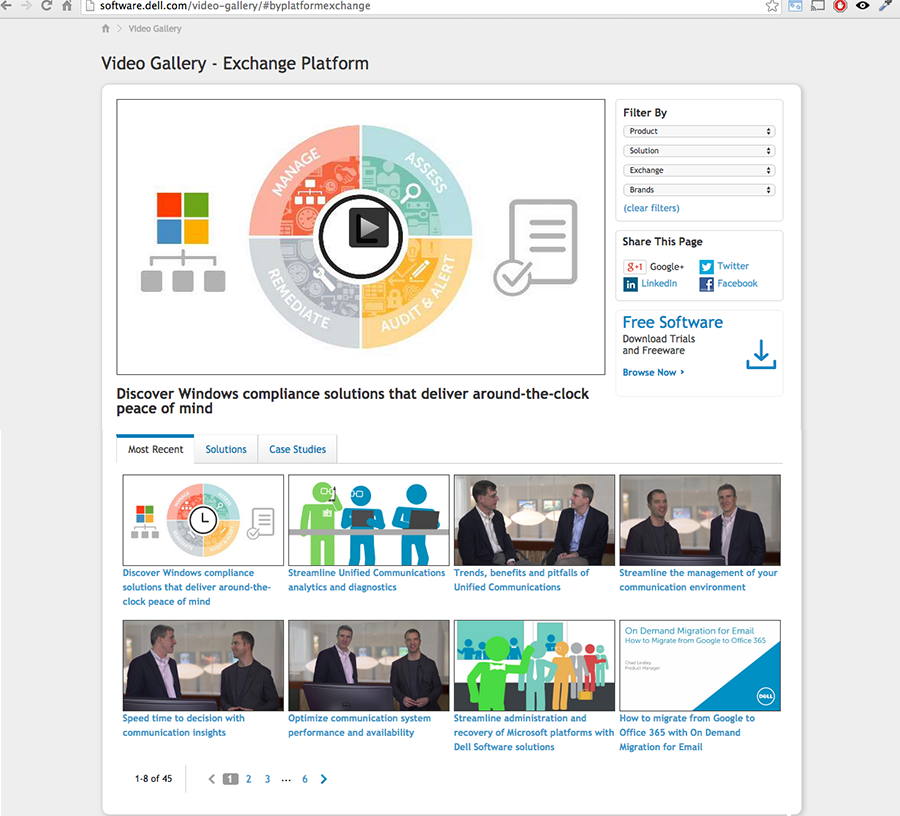 software.dell.com/video-gallery/#byplatformexchange
Video Gallery
Video Gallery - Exchange Platform
MANAGE
ASSESS
REMEDIATE
AUDIT & ALERT
Discover Windows compliance solutions that deliver around-the-clock
peace of mind
Filter By
Product
Solution
Exchange
Brands
(clear filters)
Share This Page
g+1 Google+
Twitter
in LinkedIn
f Facebook
Free Software
Download Trials
and Freeware
Browse Now
Most Recent
Solutions
Case Studies
Discover Windows compliance
solutions that deliver around-the-
clock peace of mind
Streamline Unified Communications
analytics and diagnostics
Trends, benefits and pitfalls of
Unified Communications
Streamline the management of your
communication environment
On Demand Migration for Email
How to Migrate from Google to Office 365
Chad Lindley
Product Manager
DELL
Speed time to decision with
communication insights
Optimize communication system
performance and availability
Streamline administration and
recovery of Microsoft platforms with
Dell Software solutions
How to migrate from Google to
Office 365 with On Demand
Migration for Email
1-8 of 45
< 1 2 3 ... 6 >